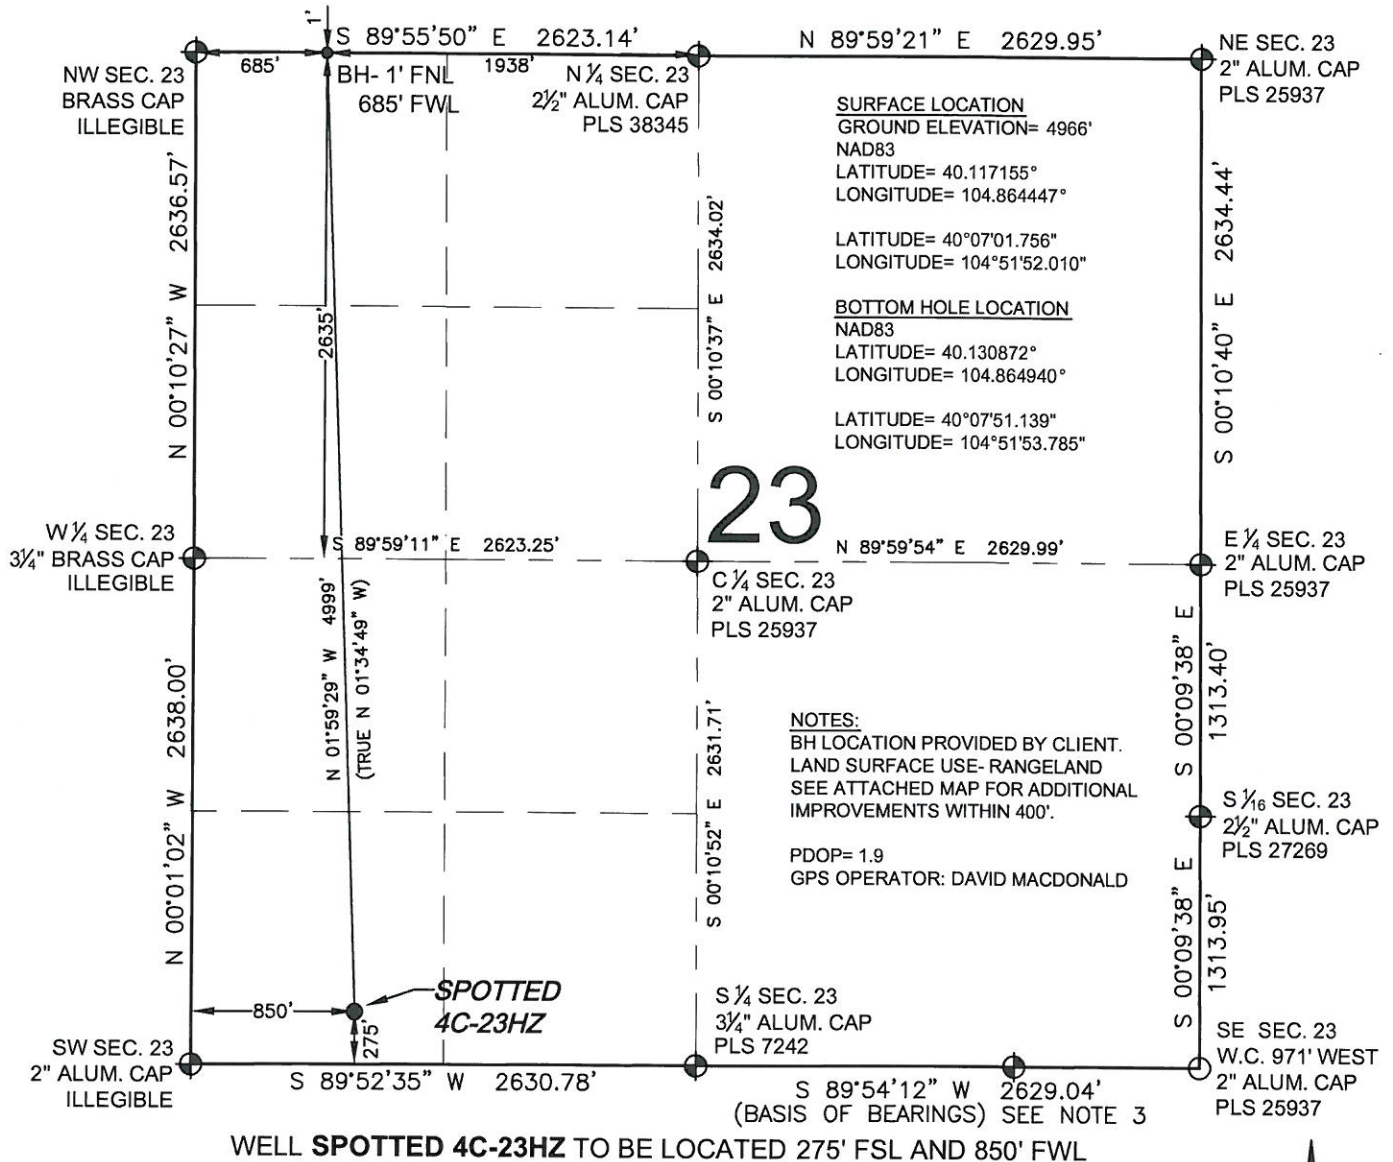 1'
S 89°55'50" E 2623.14'
N 89°59'21" E 2629.95'
685'
1938'
NW SEC. 23
BRASS CAP
ILLEGIBLE
BH- 1' FNL
685' FWL
N 1/4 SEC. 23
2 1/2" ALUM. CAP
PLS 38345
NE SEC. 23
2" ALUM. CAP
PLS 25937
SURFACE LOCATION
GROUND ELEVATION= 4966'
NAD83
LATITUDE= 40.117155°
LONGITUDE= 104.864447°
LATITUDE= 40°07'01.756"
LONGITUDE= 104°51'52.010"
BOTTOM HOLE LOCATION
NAD83
LATITUDE= 40.130872°
LONGITUDE= 104.864940°
LATITUDE= 40°07'51.139"
LONGITUDE= 104°51'53.785"
N 00°10'27" W 2636.57'
2635'
S 00°10'37" E 2634.02'
S 00°10'40" E 2634.44'
23
W 1/4 SEC. 23
3 1/4" BRASS CAP
ILLEGIBLE
S 89°59'11" E 2623.25'
N 89°59'54" E 2629.99'
C 1/4 SEC. 23
2" ALUM. CAP
PLS 25937
E 1/4 SEC. 23
2" ALUM. CAP
PLS 25937
N 00°01'02" W 2638.00'
N 01°59'29" W 4999'
(TRUE N 01°34'49" W)
S 00°10'52" E 2631.71'
NOTES:
BH LOCATION PROVIDED BY CLIENT.
LAND SURFACE USE- RANGELAND
SEE ATTACHED MAP FOR ADDITIONAL
IMPROVEMENTS WITHIN 400'.
PDOP= 1.9
GPS OPERATOR: DAVID MACDONALD
S 00°09'38" E
1313.40'
S 1/16 SEC. 23
2 1/2" ALUM. CAP
PLS 27269
S 00°09'38" E
1313.95'
850'
275'
SPOTTED
4C-23HZ
S 1/4 SEC. 23
3 1/4" ALUM. CAP
PLS 7242
SW SEC. 23
2" ALUM. CAP
ILLEGIBLE
SE SEC. 23
W.C. 971' WEST
2" ALUM. CAP
PLS 25937
S 89°52'35" W 2630.78'
S 89°54'12" W 2629.04'
(BASIS OF BEARINGS) SEE NOTE 3
WELL SPOTTED 4C-23HZ TO BE LOCATED 275' FSL AND 850' FWL